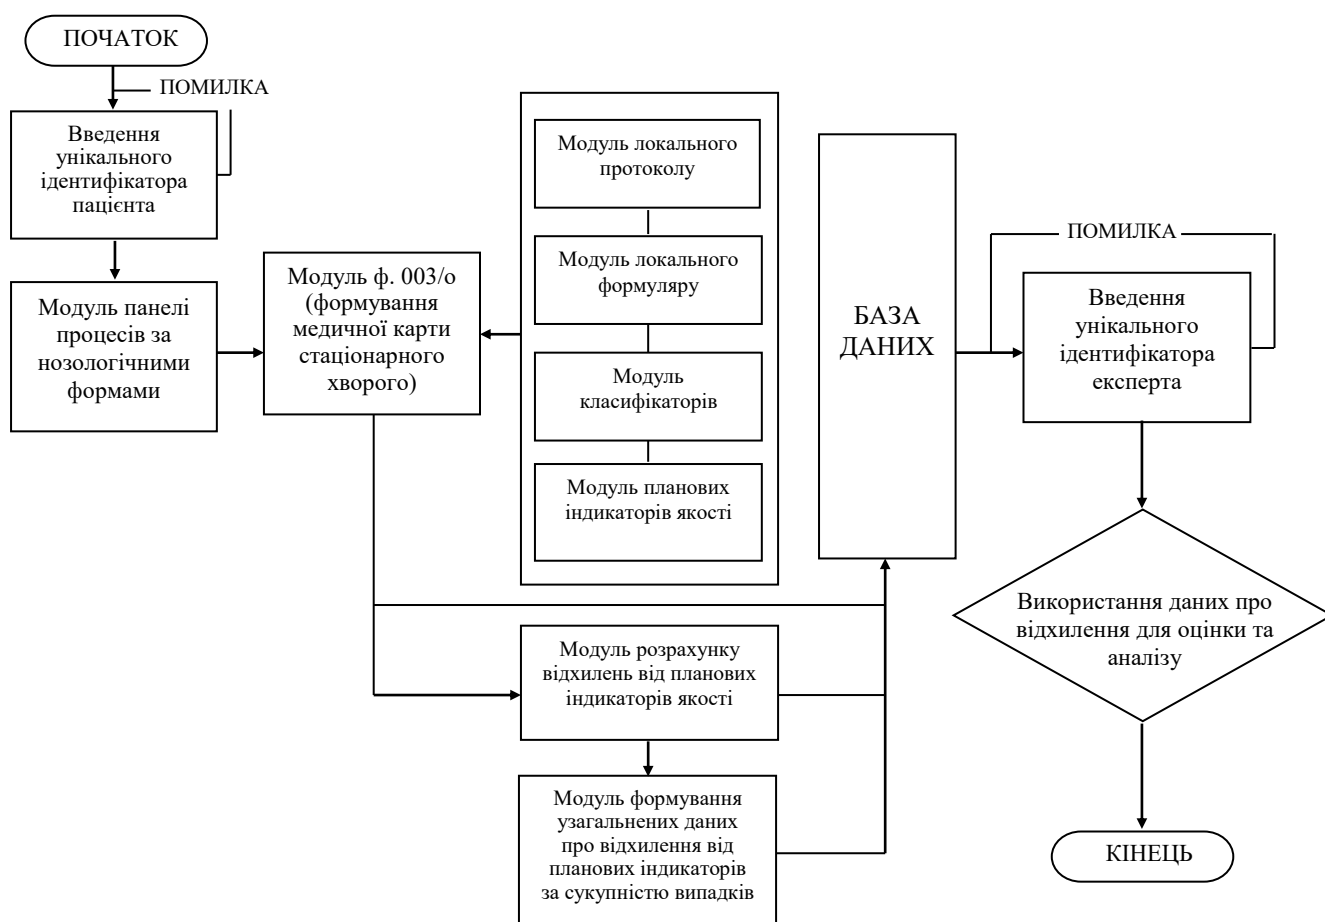 ПОЧАТОК
ПОМИЛКА
Введення
унікального
ідентифікатора
пацієнта
Модуль панелі
процесів за
нозологічними
формами
Модуль ф. 003/о
(формування
медичної карти
стаціонарного
хворого)
Модуль локального
протоколу
Модуль локального
формуляру
Модуль
класифікаторів
Модуль планових
індикаторів якості
БАЗА
ДАНИХ
ПОМИЛКА
Введення
унікального
ідентифікатора
експерта
Використання даних про
відхилення для оцінки та
аналізу
Модуль розрахунку
відхилень від планових
індикаторів якості
Модуль формування
узагальнених даних
про відхилення від
планових індикаторів
за сукупністю випадків
КІНЕЦЬ